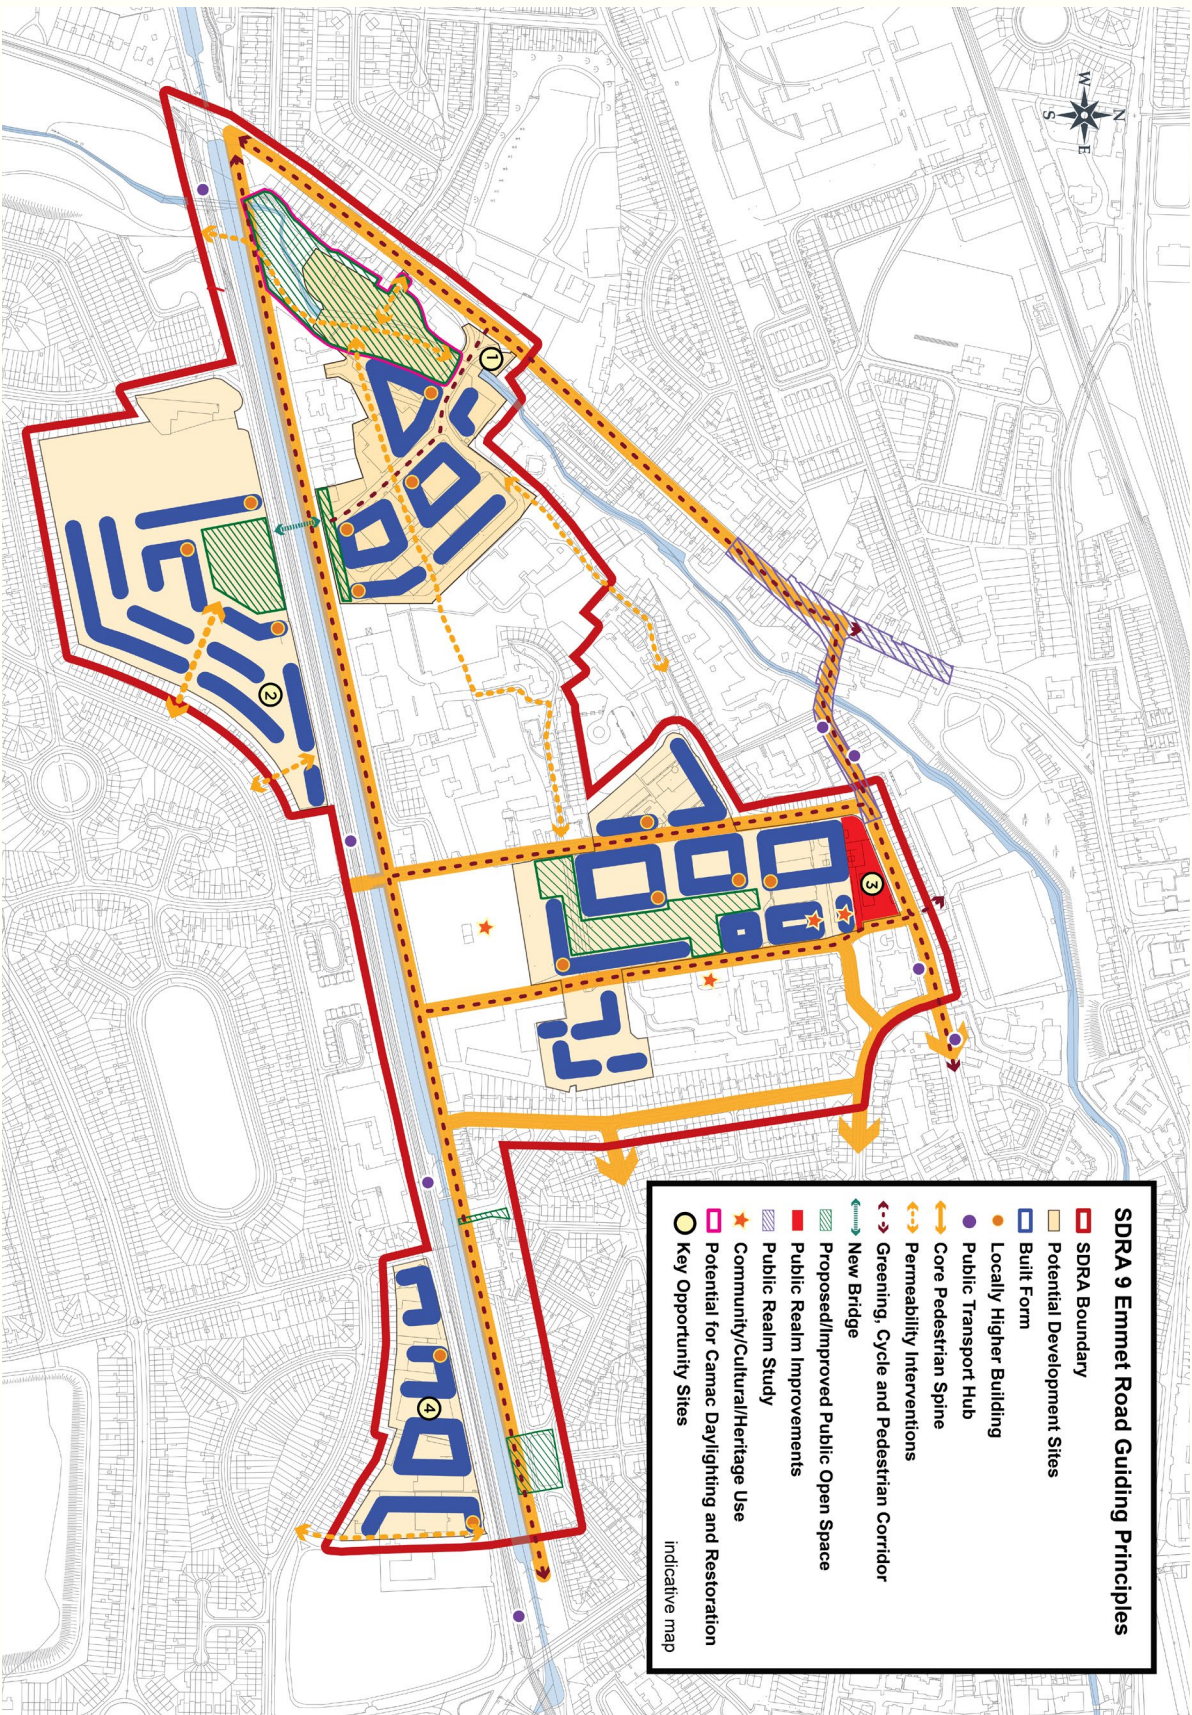 SDRA 9 Emmet Road Guiding Principles
SDRA Boundary
Potential Development Sites
Built Form
Locally Higher Building
Public Transport Hub
Core Pedestrian Spine
Permeability Interventions
Greening, Cycle and Pedestrian Corridor
New Bridge
Proposed/Improved Public Open Space
Public Realm Improvements
Public Realm Study
Community/Cultural/Heritage Use
Potential for Camac Daylighting and Restoration
Key Opportunity Sites
indicative map
N
W
E
S
1
2
3
4